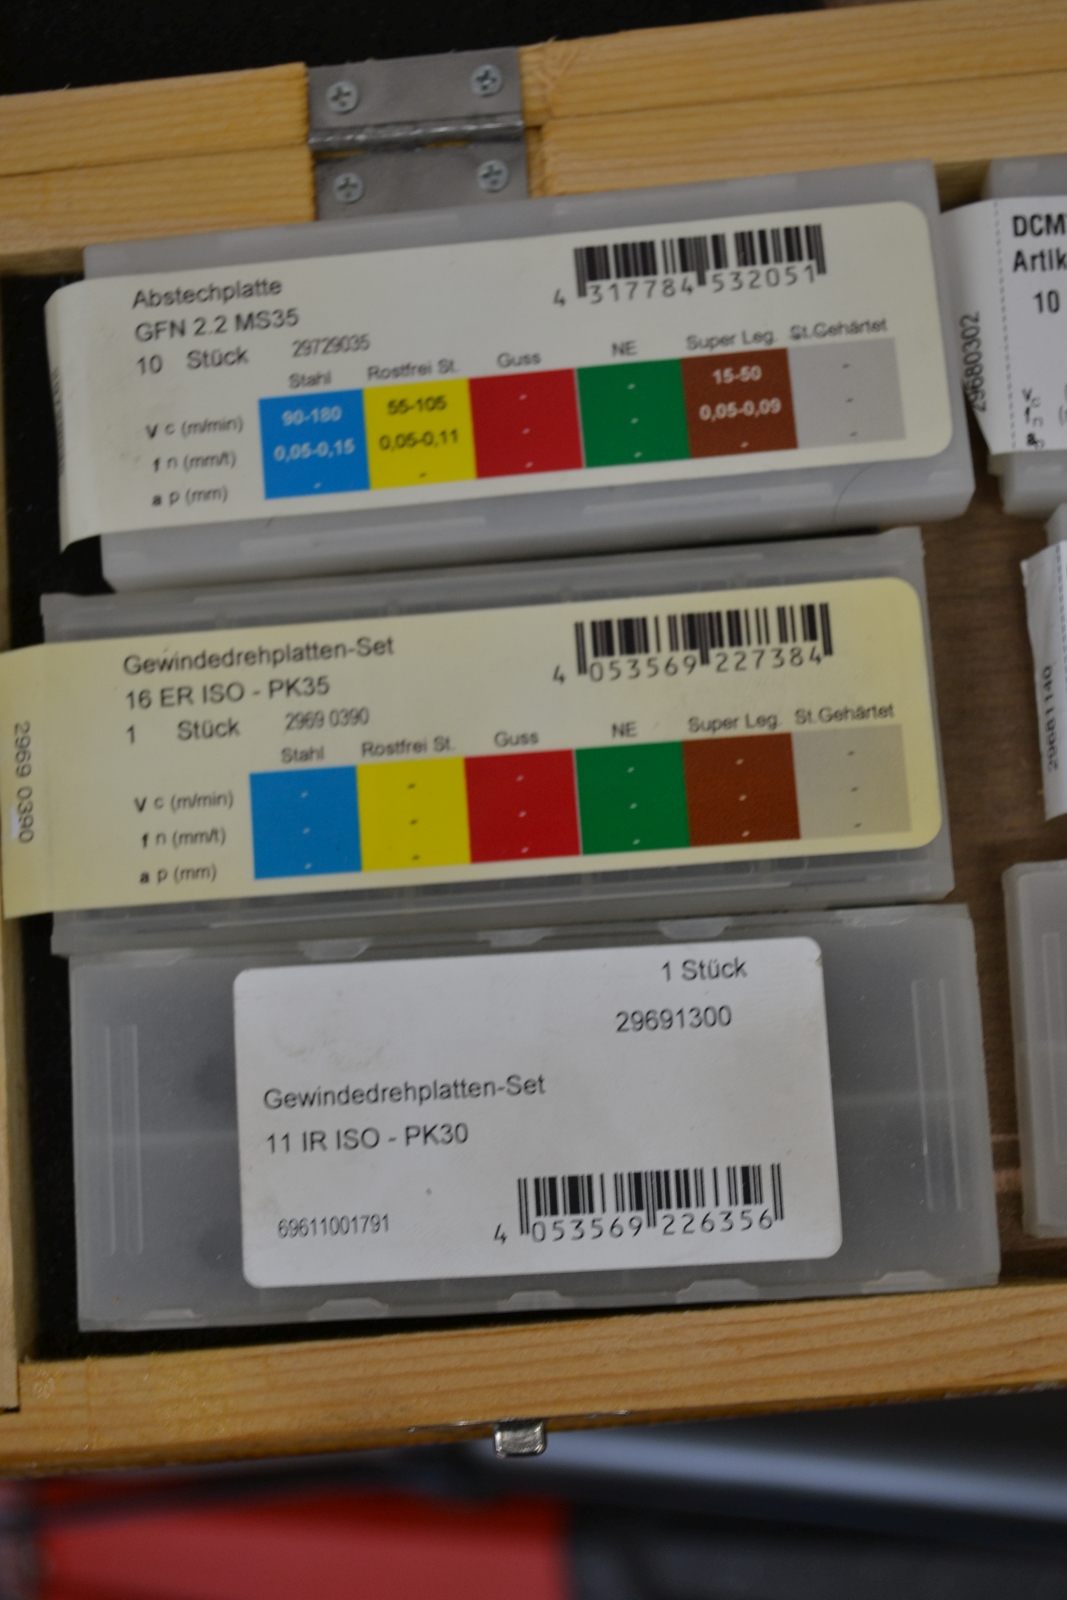 Abstechplatte
GFN 2.2 MS35
10 Stück 29729035
4 317784 532051
Stahl Rostfrei St. Guss NE Super Leg. St.Gehärtet
v c (m/min) 90-180 55-105 - - 15-50 -
f n (mm/t) 0,05-0,15 0,05-0,11 - - 0,05-0,09 -
a p (mm) - - - - - -
Gewindedrehplatten-Set
16 ER ISO - PK35
1 Stück 2969 0390
4 053569 227384
Stahl Rostfrei St. Guss NE Super Leg. St.Gehärtet
v c (m/min) - - - - - -
f n (mm/t) - - - - - -
a p (mm) - - - - - -
2969 0390
1 Stück
29691300
Gewindedrehplatten-Set
11 IR ISO - PK30
69611001791
4 053569 226356
DCM
Artik
10
29680302
vc
fn
ap
29681140